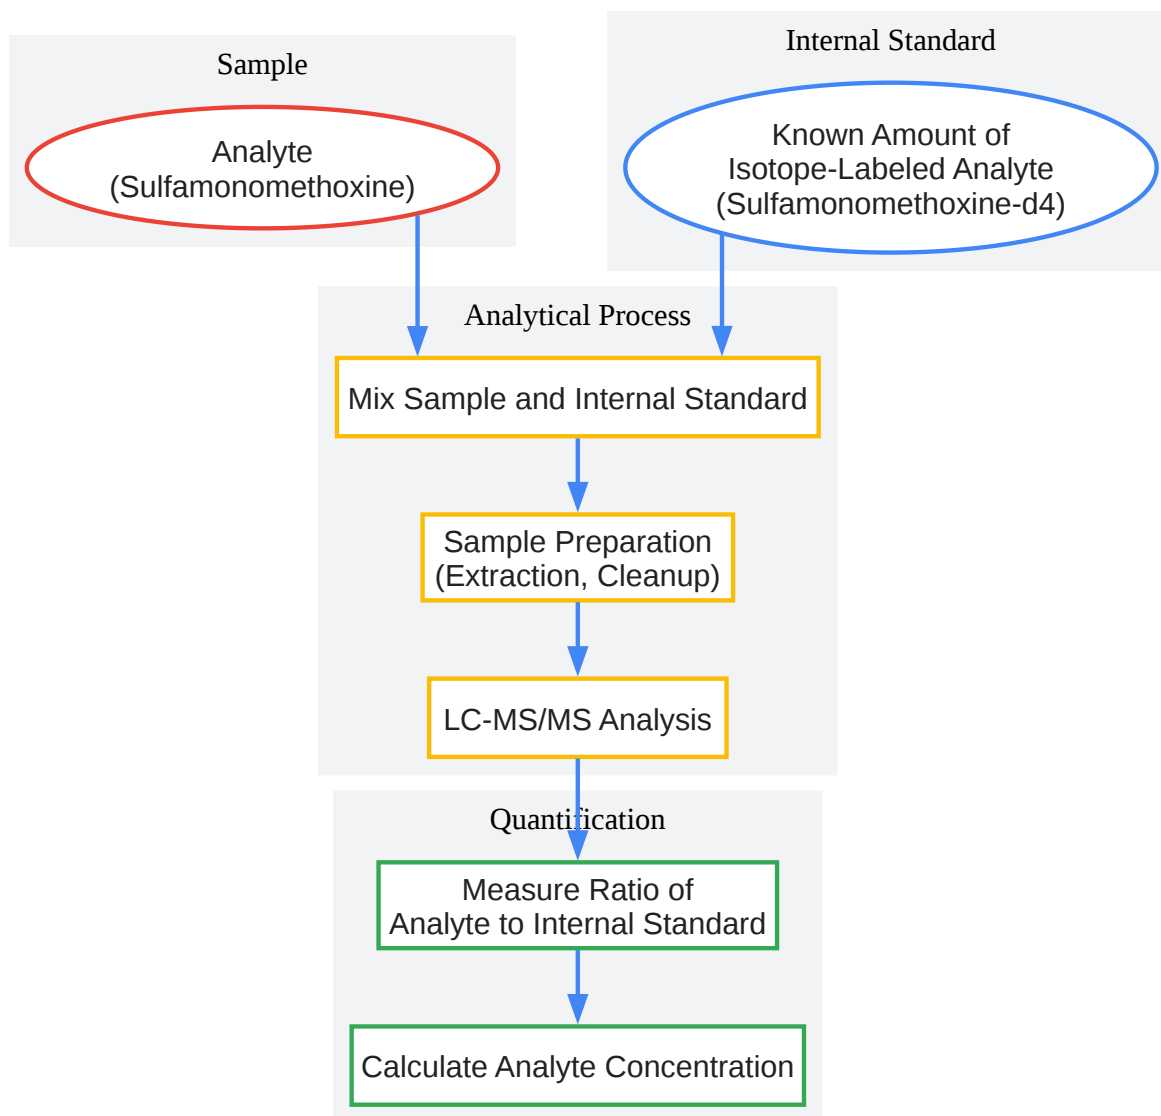 Sample
Analyte
(Sulfamonomethoxine)
Internal Standard
Known Amount of
Isotope-Labeled Analyte
(Sulfamonomethoxine-d4)
Analytical Process
Mix Sample and Internal Standard
Sample Preparation
(Extraction, Cleanup)
LC-MS/MS Analysis
Quantification
Measure Ratio of
Analyte to Internal Standard
Calculate Analyte Concentration